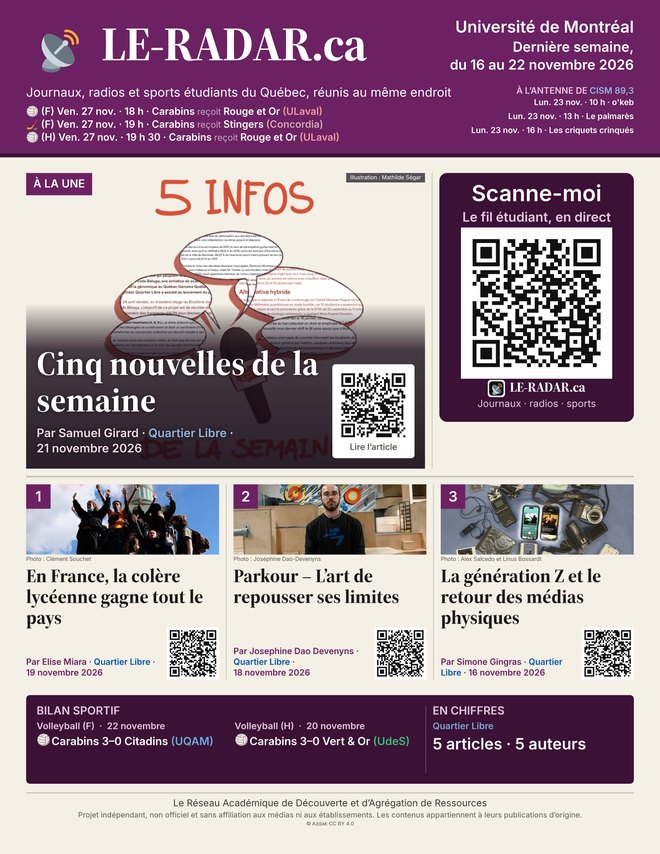 LE-RADAR.ca
Université de Montréal
Dernière semaine,
du 16 au 22 novembre 2026
Journaux, radios et sports étudiants du Québec, réunis au même endroit
(F) Ven. 27 nov. · 18 h · Carabins reçoit Rouge et Or (ULaval)
(F) Ven. 27 nov. · 19 h · Carabins reçoit Stingers (Concordia)
(H) Ven. 27 nov. · 19 h 30 · Carabins reçoit Rouge et Or (ULaval)
À L'ANTENNE DE CISM 89,3
Lun. 23 nov. · 10 h · o'keb
Lun. 23 nov. · 13 h · Le palmarès
Lun. 23 nov. · 16 h · Les criquets crinqués
À LA UNE
Illustration : Mathilde Ségar
5 INFOS
Cinq nouvelles de la
semaine
Par Samuel Girard · Quartier Libre ·
21 novembre 2026
DE LA SEMAINE
Lire l'article
Scanne-moi
Le fil étudiant, en direct
LE-RADAR.ca
Journaux · radios · sports
1
Photo : Clément Souchet
En France, la colère
lycéenne gagne tout le
pays
Par Elise Miara · Quartier Libre ·
19 novembre 2026
2
Photo : Joséphine Dao-Devenyns
Parkour – L'art de
repousser ses limites
Par Josephine Dao Devenyns ·
Quartier Libre ·
18 novembre 2026
3
Photo : Alex Salcedo et Linus Bossardt
La génération Z et le
retour des médias
physiques
Par Simone Gingras · Quartier
Libre · 16 novembre 2026
BILAN SPORTIF
Volleyball (F) · 22 novembre
Carabins 3–0 Citadins (UQAM)
Volleyball (H) · 20 novembre
Carabins 3–0 Vert & Or (UdeS)
EN CHIFFRES
Quartier Libre
5 articles · 5 auteurs
Le Réseau Académique de Découverte et d'Agrégation de Ressources
Projet indépendant, non officiel et sans affiliation aux médias ni aux établissements. Les contenus appartiennent à leurs publications d'origine.
© Azdak CC BY 4.0